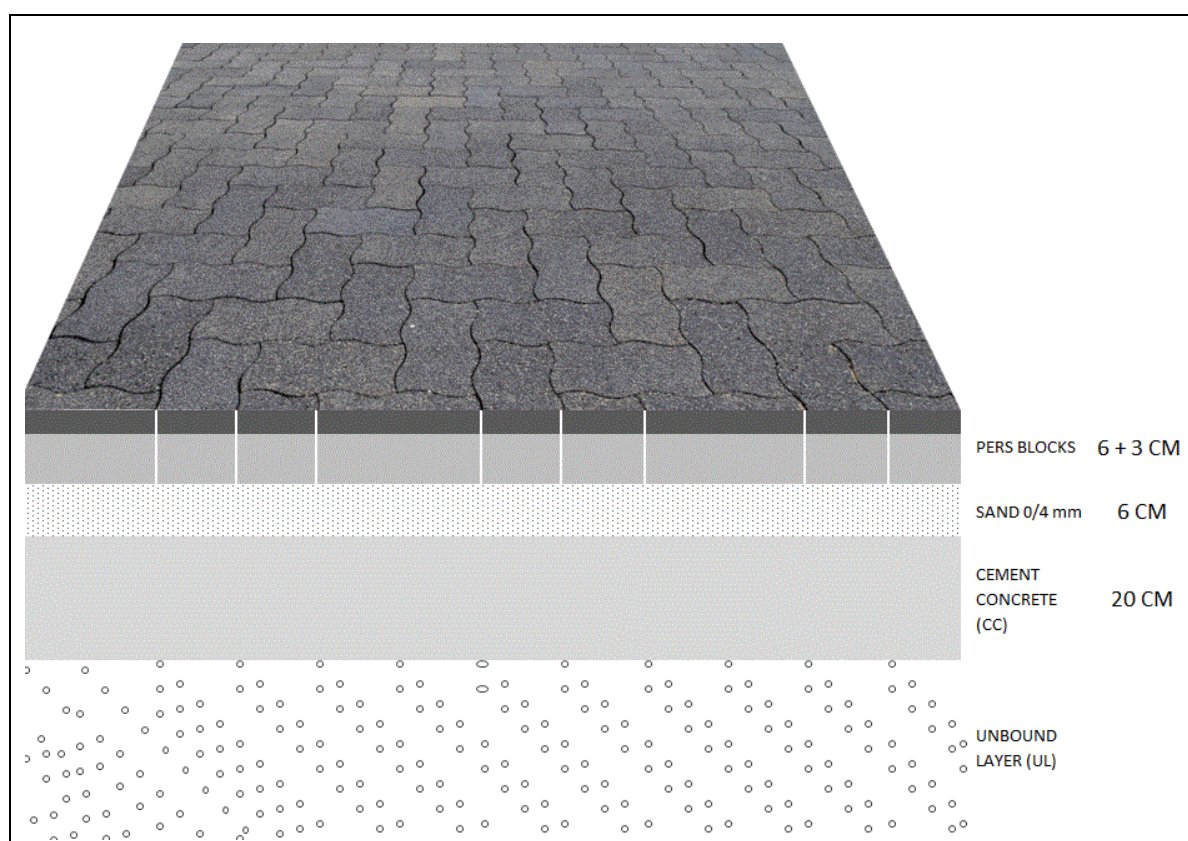 PERS BLOCKS 6 + 3 CM
SAND 0/4 mm 6 CM
CEMENT
CONCRETE 20 CM
(CC)
UNBOUND
LAYER (UL)